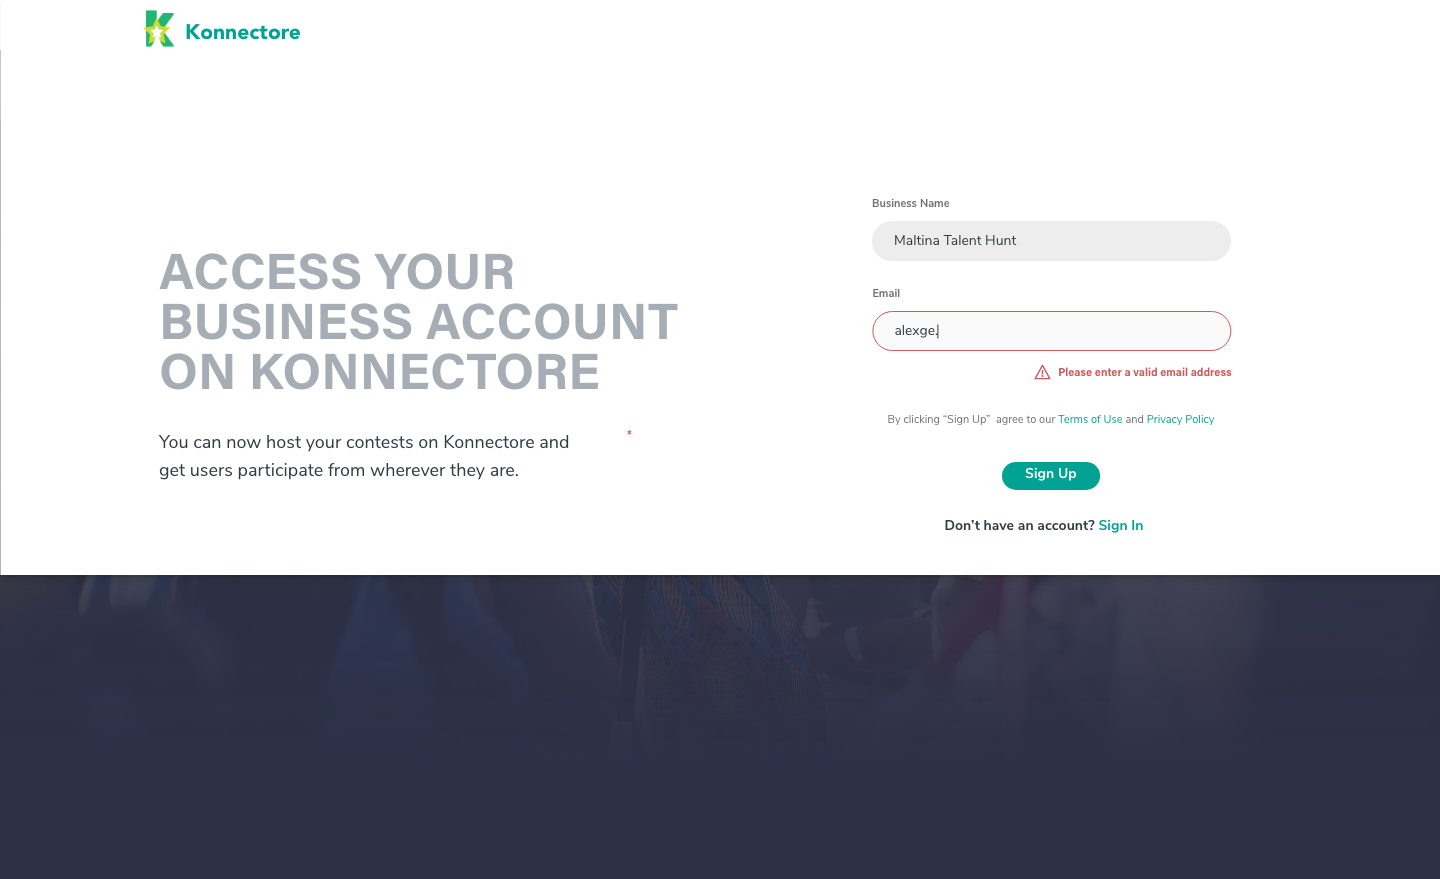 Konnectore
ACCESS YOUR
BUSINESS ACCOUNT
ON KONNECTORE
You can now host your contests on Konnectore and
get users participate from wherever they are.
*
Business Name
Maltina Talent Hunt
Email
alexge.
Please enter a valid email address
By clicking “Sign Up” agree to our Terms of Use and Privacy Policy
Sign Up
Don’t have an account? Sign In